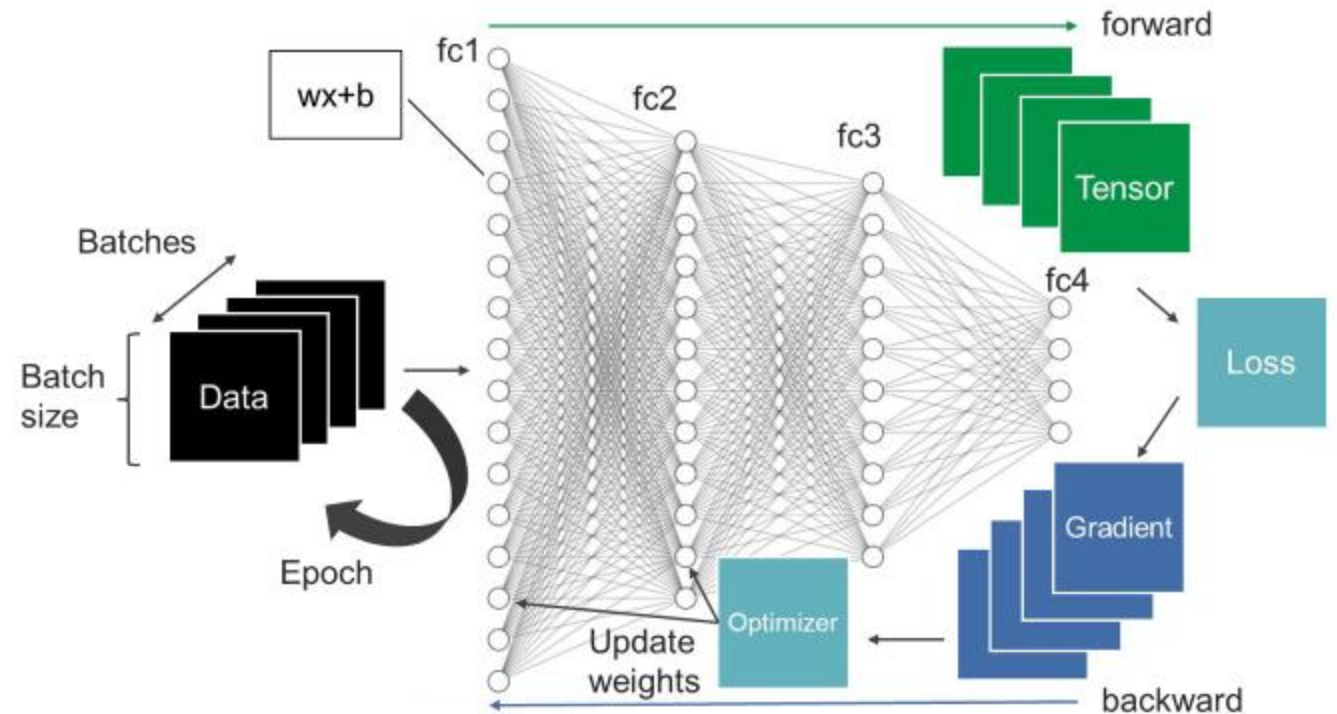 forward
fc1
wx+b
fc2
fc3
Tensor
Batches
fc4
Batch
size
Data
Loss
Gradient
Epoch
Optimizer
Update
weights
backward